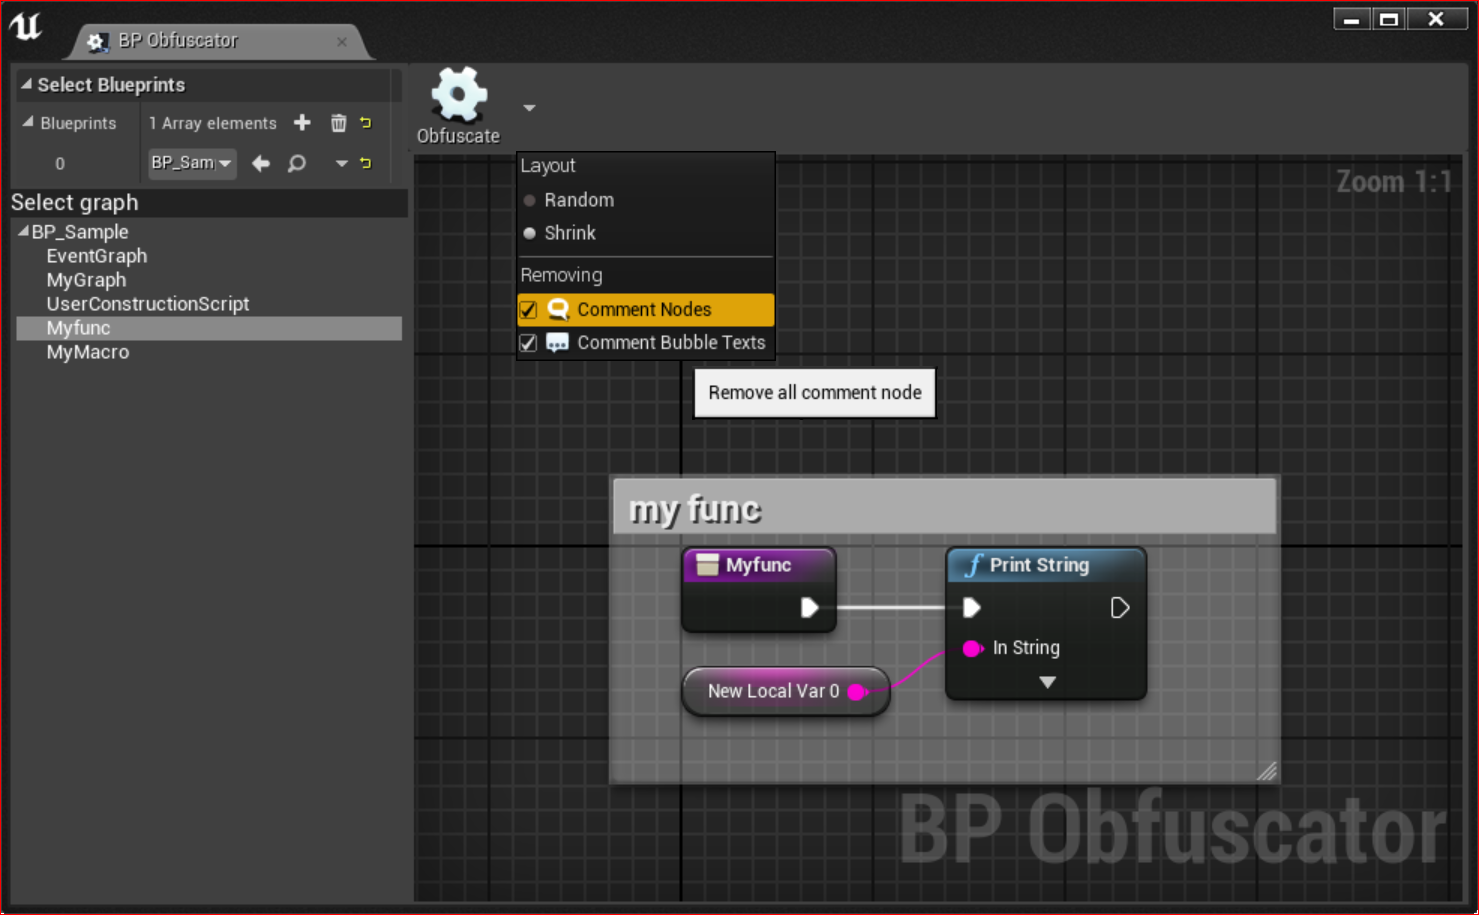 BP Obfuscator
Select Blueprints
Blueprints
1 Array elements
0
BP_Sam
Select graph
BP_Sample
EventGraph
MyGraph
UserConstructionScript
Myfunc
MyMacro
Obfuscate
Layout
Random
Shrink
Removing
Comment Nodes
Comment Bubble Texts
Remove all comment node
Zoom 1:1
my func
Myfunc
f Print String
In String
New Local Var 0
BP Obfuscator